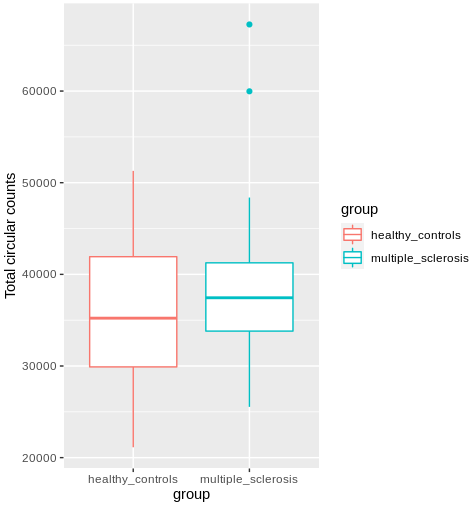 60000
50000
40000
30000
20000
Total circular counts
healthy_controls
multiple_sclerosis
group
group
healthy_controls
multiple_sclerosis